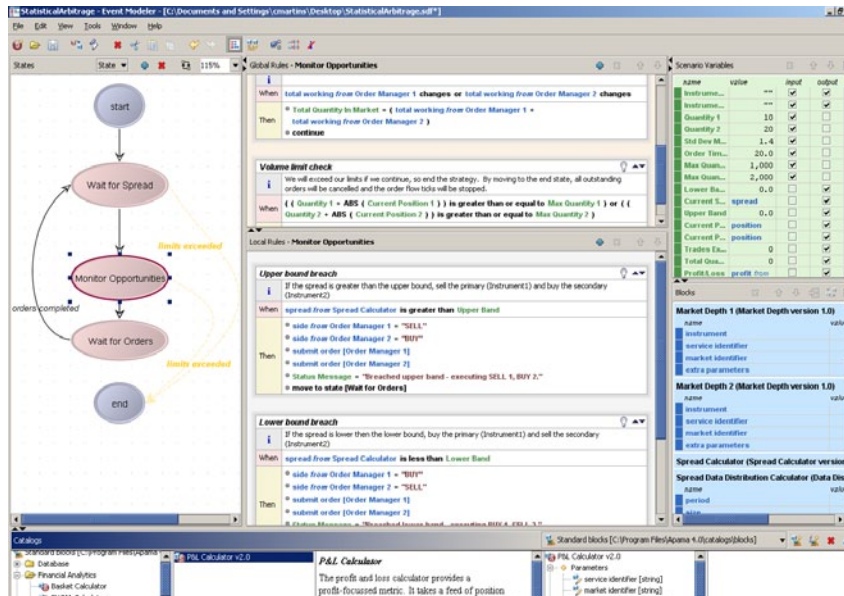 StatisticalArbitrage - Event Modeler - [C:\Documents and Settings\cmartins\Desktop\StatisticalArbitrage.sdf*]
File Edit View Tools Window Help
States
State
115%
start
Wait for Spread
limits exceeded
Monitor Opportunities
orders completed
Wait for Orders
limits exceeded
end
Global Rules - Monitor Opportunities
i
When total working from Order Manager 1 changes or total working from Order Manager 2 changes
Then
Total Quantity In Market = ( total working from Order Manager 1 +
total working from Order Manager 2 )
continue
Volume limit check
i We will exceed our limits if we continue, so end the strategy. By moving to the end state, all outstanding
orders will be cancelled and the order flow ticks will be stopped.
When ( ( Quantity 1 + ABS ( Current Position 1 ) ) is greater than or equal to Max Quantity 1 ) or ( (
Quantity 2 + ABS ( Current Position 2 ) ) is greater than or equal to Max Quantity 2 )
Local Rules - Monitor Opportunities
Upper bound breach
i If the spread is greater than the upper bound, sell the primary (Instrument1) and buy the secondary
(Instrument2)
When spread from Spread Calculator is greater than Upper Band
Then
side from Order Manager 1 = "SELL"
side from Order Manager 2 = "BUY"
submit order [Order Manager 1]
submit order [Order Manager 2]
Status Message = "Breached upper band - executing SELL 1, BUY 2."
move to state [Wait for Orders]
Lower bound breach
i If the spread is lower then the lower bound, buy the primary (Instrument1) and sell the secondary
(Instrument2)
When spread from Spread Calculator is less than Lower Band
Then
side from Order Manager 1 = "BUY"
side from Order Manager 2 = "SELL"
submit order [Order Manager 1]
submit order [Order Manager 2]
Status Message = "Breached lower band - executing BUY 1, SELL 2."
Scenario Variables
name value input output
Instrume... ""
Instrume... ""
Quantity 1 10
Quantity 2 20
Std Dev M... 1.4
Order Tim... 20.0
Max Quan... 1,000
Max Quan... 2,000
Lower Ba... 0.0
Current S... spread
Upper Band 0.0
Current P... position
Current P... position
Trades Ex... 0
Total Qua... 0
Profit/Loss profit from
Blocks
Market Depth 1 (Market Depth version 1.0)
name
instrument
service identifier
market identifier
extra parameters
Market Depth 2 (Market Depth version 1.0)
name
instrument
service identifier
market identifier
extra parameters
Spread Calculator (Spread Calculator version
Spread Data Distribution Calculator (Data Dis
name
period
size
Catalogs
Standard blocks [C:\Program Files\Apama 4.0\catalogs\blocks]
Standard blocks [C:\Program Files\Apama
Database
Financial Analytics
Basket Calculator
P&L Calculator v2.0
P&L Calculator
The profit and loss calculator provides a
profit-focussed metric. It takes a feed of position
P&L Calculator v2.0
Parameters
service identifier [string]
market identifier [string]